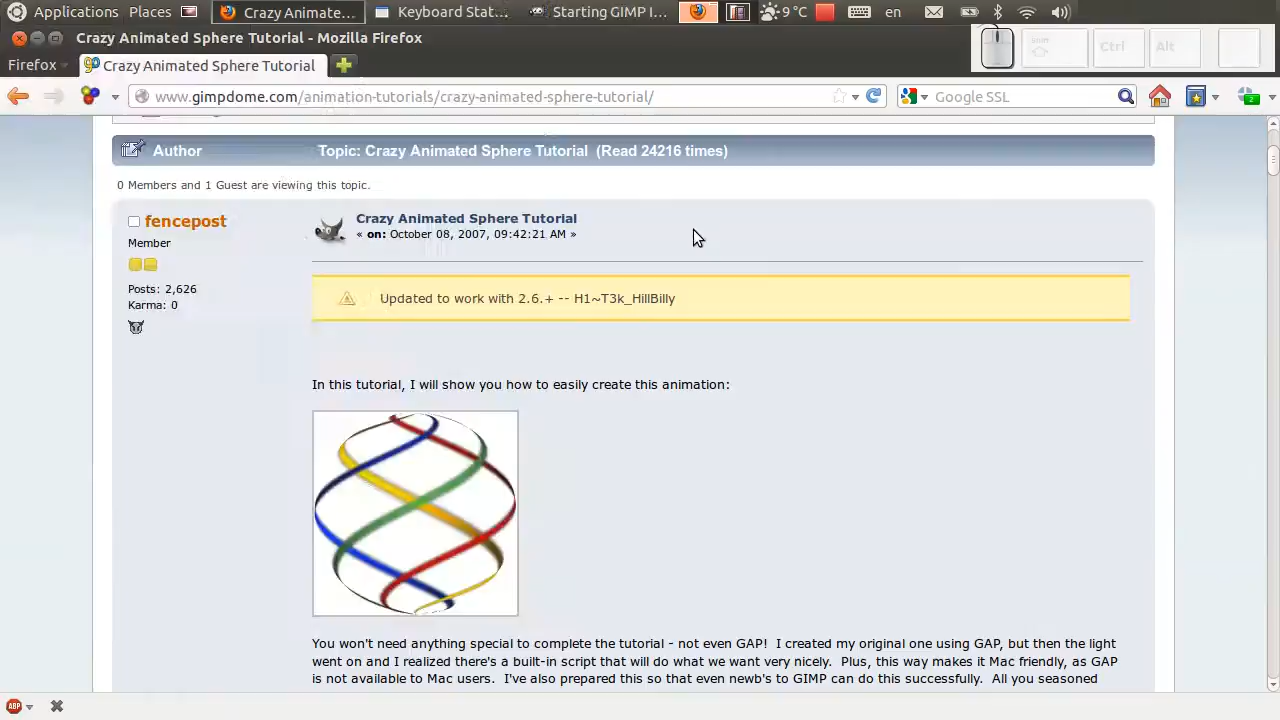 Applications Places Crazy Animate... Keyboard Stat... Starting GIMP I... 9 °C en
Crazy Animated Sphere Tutorial - Mozilla Firefox
Shift Ctrl Alt
Firefox Crazy Animated Sphere Tutorial
www.gimpdome.com/animation-tutorials/crazy-animated-sphere-tutorial/ Google SSL 2
Author Topic: Crazy Animated Sphere Tutorial (Read 24216 times)
0 Members and 1 Guest are viewing this topic.
fencepost
Member
Posts: 2,626
Karma: 0
Crazy Animated Sphere Tutorial
« on: October 08, 2007, 09:42:21 AM »
Updated to work with 2.6.+ -- H1~T3k_HillBilly
In this tutorial, I will show you how to easily create this animation:
You won't need anything special to complete the tutorial - not even GAP! I created my original one using GAP, but then the light
went on and I realized there's a built-in script that will do what we want very nicely. Plus, this way makes it Mac friendly, as GAP
is not available to Mac users. I've also prepared this so that even newb's to GIMP can do this successfully. All you seasoned
ABP